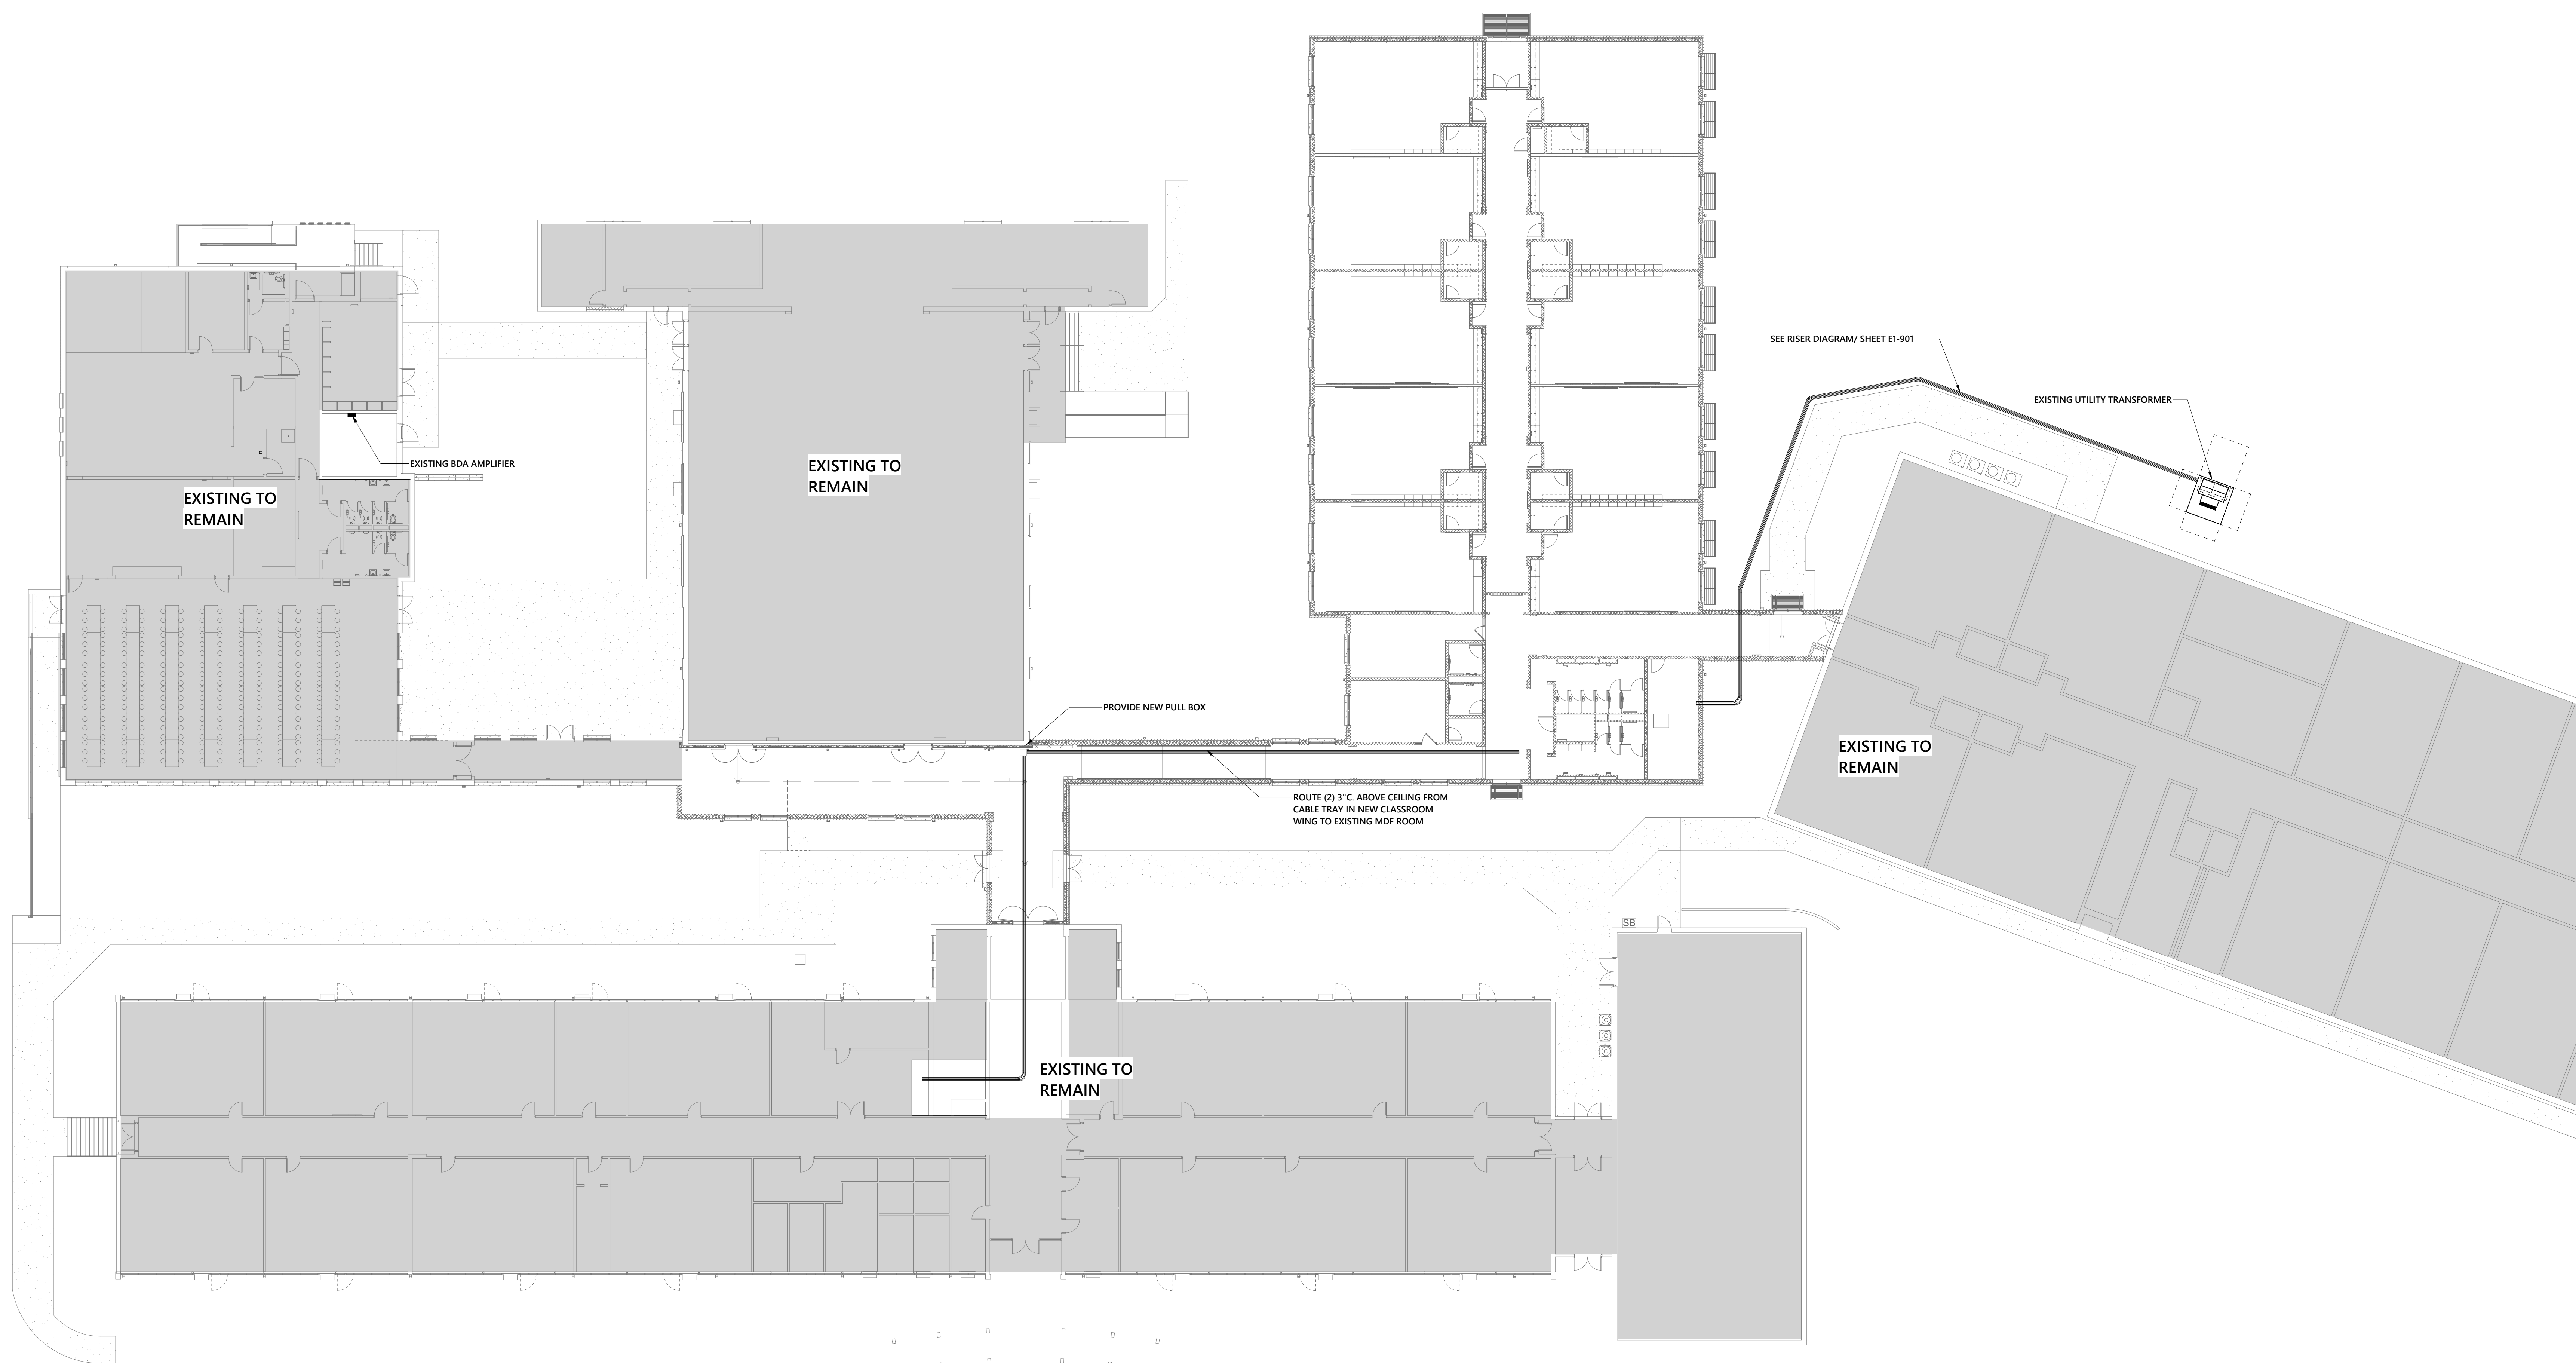 SEE RISER DIAGRAM/ SHEET E1-901
EXISTING UTILITY TRANSFORMER
EXISTING BDA AMPLIFIER
EXISTING TO
REMAIN
EXISTING TO
REMAIN
PROVIDE NEW PULL BOX
EXISTING TO
REMAIN
ROUTE (2) 3"C. ABOVE CEILING FROM
CABLE TRAY IN NEW CLASSROOM
WING TO EXISTING MDF ROOM
SB
EXISTING TO
REMAIN